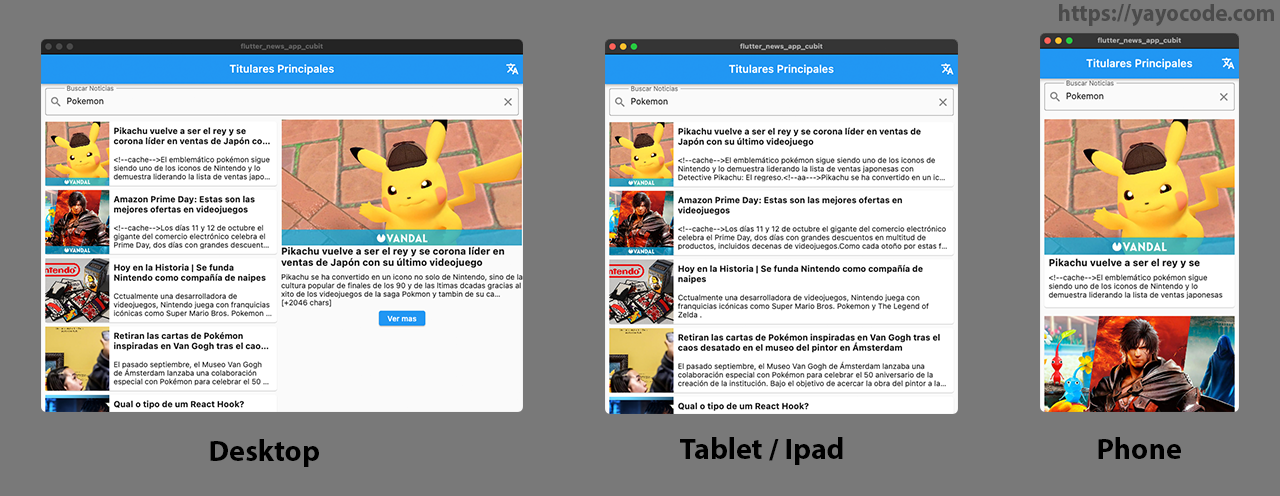 https://yayocode.com
flutter_news_app_cubit
Titulares Principales
Buscar Noticias
Pokemon
Pikachu vuelve a ser el rey y se
corona líder en ventas de Japón co...
<!--cache-->El emblemático pokémon sigue
siendo uno de los iconos de Nintendo y lo
demuestra liderando la lista de ventas japo...
VANDAL
Amazon Prime Day: Estas son las
mejores ofertas en videojuegos
<!--cache-->Los días 11 y 12 de octubre el
gigante del comercio electrónico celebra el
Prime Day, dos días con grandes descuent...
Hoy en la Historia | Se funda
Nintendo como compañía de naipes
Cctualmente una desarrolladora de
videojuegos, Nintendo juega con franquicias
icónicas como Super Mario Bros. Pokemon ...
Nintendo
Retiran las cartas de Pokémon
inspiradas en Van Gogh tras el cao...
El pasado septiembre, el Museo Van Gogh
de Ámsterdam lanzaba una colaboración
especial con Pokémon para celebrar el 50 ...
Qual o tipo de um React Hook?
VANDAL
Pikachu vuelve a ser el rey y se corona líder en
ventas de Japón con su último videojuego
Pikachu se ha convertido en un icono no solo de Nintendo, sino de la
cultura popular de finales de los 90 y de las ltimas dcadas gracias al
xito de los videojuegos de la saga Pokmon y tambin de su ca...
[+2046 chars]
Ver mas
Desktop
flutter_news_app_cubit
Titulares Principales
Buscar Noticias
Pokemon
Pikachu vuelve a ser el rey y se corona líder en ventas de
Japón con su último videojuego
<!--cache-->El emblemático pokémon sigue siendo uno de los iconos de
Nintendo y lo demuestra liderando la lista de ventas japonesas con
Detective Pikachu: El regreso.<!--aa--->Pikachu se ha convertido en un ic...
VANDAL
Amazon Prime Day: Estas son las mejores ofertas en
videojuegos
<!--cache-->Los días 11 y 12 de octubre el gigante del comercio electrónico
celebra el Prime Day, dos días con grandes descuentos en multitud de
productos, incluidos decenas de videojuegos.Como cada otoño por estas f...
Hoy en la Historia | Se funda Nintendo como compañía de
naipes
Cctualmente una desarrolladora de videojuegos, Nintendo juega con
franquicias icónicas como Super Mario Bros. Pokemon y The Legend of
Zelda .
Nintendo
Retiran las cartas de Pokémon inspiradas en Van Gogh tras el
caos desatado en el museo del pintor en Ámsterdam
El pasado septiembre, el Museo Van Gogh de Ámsterdam lanzaba una
colaboración especial con Pokémon para celebrar el 50 aniversario de la
creación de la institución. Bajo el objetivo de acercar la obra del pintor a la...
Qual o tipo de um React Hook?
Tablet / Ipad
flutter_news_app_cubit
Titulares Principales
Buscar Noticias
Pokemon
VANDAL
Pikachu vuelve a ser el rey y se
<!--cache-->El emblemático pokémon sigue
siendo uno de los iconos de Nintendo y lo
demuestra liderando la lista de ventas japonesas
Phone